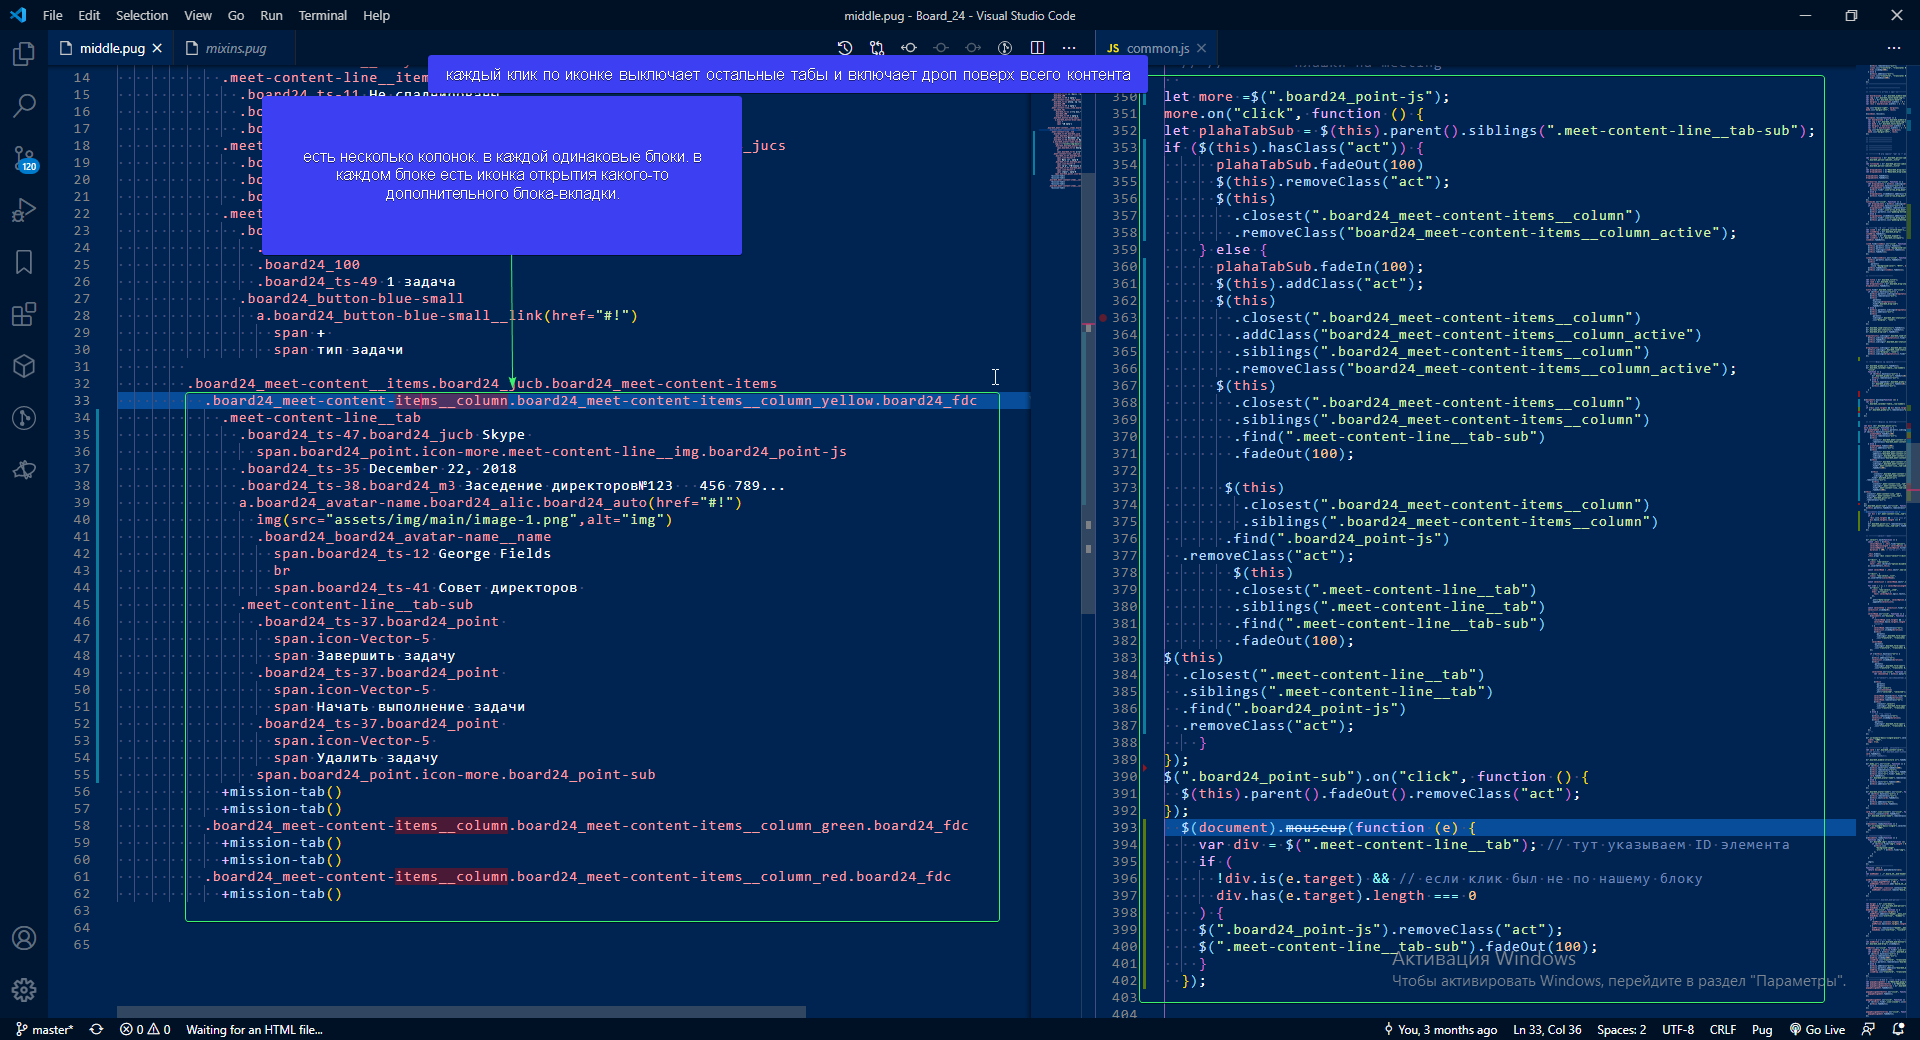 File Edit Selection View Go Run Terminal Help
middle.pug - Board_24 - Visual Studio Code
middle.pug
mixins.pug
JS common.js
каждый клик по иконке выключает остальные табы и включает дроп поверх всего контента
есть несколько колонок. в каждой одинаковые блоки. в
каждом блоке есть иконка открытия какого-то
дополнительного блока-вкладки.
120
14 .meet-content-line__item
15 .board24_ts-11 Не спланированы
16 .bo
17 .bo
18 .mee _jucs
19 .bo
20 .bo
21 .bo
22 .meet
23 .bo
24 .
25 .board24_100
26 .board24_ts-49 1 задача
27 .board24_button-blue-small
28 a.board24_button-blue-small__link(href="#!")
29 span +
30 span тип задачи
31
32 .board24_meet-content__items.board24_jucb.board24_meet-content-items
33 .board24_meet-content-items__column.board24_meet-content-items__column_yellow.board24_fdc
34 .meet-content-line__tab
35 .board24_ts-47.board24_jucb Skype
36 span.board24_point.icon-more.meet-content-line__img.board24_point-js
37 .board24_ts-35 December 22, 2018
38 .board24_ts-38.board24_m3 Заседение директоров№123   456 789...
39 a.board24_avatar-name.board24_alic.board24_auto(href="#!")
40 img(src="assets/img/main/image-1.png",alt="img")
41 .board24_board24_avatar-name__name
42 span.board24_ts-12 George Fields
43 br
44 span.board24_ts-41 Совет директоров
45 .meet-content-line__tab-sub
46 .board24_ts-37.board24_point
47 span.icon-Vector-5
48 span Завершить задачу
49 .board24_ts-37.board24_point
50 span.icon-Vector-5
51 span Начать выполнение задачи
52 .board24_ts-37.board24_point
53 span.icon-Vector-5
54 span Удалить задачу
55 span.board24_point.icon-more.board24_point-sub
56 +mission-tab()
57 +mission-tab()
58 .board24_meet-content-items__column.board24_meet-content-items__column_green.board24_fdc
59 +mission-tab()
60 +mission-tab()
61 .board24_meet-content-items__column.board24_meet-content-items__column_red.board24_fdc
62 +mission-tab()
63
64
65
350 let more =$(".board24_point-js");
351 more.on("click", function () {
352 let plahaTabSub = $(this).parent().siblings(".meet-content-line__tab-sub");
353 if ($(this).hasClass("act")) {
354 plahaTabSub.fadeOut(100)
355 $(this).removeClass("act");
356 $(this)
357 .closest(".board24_meet-content-items__column")
358 .removeClass("board24_meet-content-items__column_active");
359 } else {
360 plahaTabSub.fadeIn(100);
361 $(this).addClass("act");
362 $(this)
363 .closest(".board24_meet-content-items__column")
364 .addClass("board24_meet-content-items__column_active")
365 .siblings(".board24_meet-content-items__column")
366 .removeClass("board24_meet-content-items__column_active");
367 $(this)
368 .closest(".board24_meet-content-items__column")
369 .siblings(".board24_meet-content-items__column")
370 .find(".meet-content-line__tab-sub")
371 .fadeOut(100);
372
373 $(this)
374 .closest(".board24_meet-content-items__column")
375 .siblings(".board24_meet-content-items__column")
376 .find(".board24_point-js")
377 .removeClass("act");
378 $(this)
379 .closest(".meet-content-line__tab")
380 .siblings(".meet-content-line__tab")
381 .find(".meet-content-line__tab-sub")
382 .fadeOut(100);
383 $(this)
384 .closest(".meet-content-line__tab")
385 .siblings(".meet-content-line__tab")
386 .find(".board24_point-js")
387 .removeClass("act");
388 }
389 });
390 $(".board24_point-sub").on("click", function () {
391 $(this).parent().fadeOut().removeClass("act");
392 });
393 $(document).mouseup(function (e) {
394 var div = $(".meet-content-line__tab"); // тут указываем ID элемента
395 if (
396 !div.is(e.target) && // если клик был не по нашему блоку
397 div.has(e.target).length === 0
398 ) {
399 $(".board24_point-js").removeClass("act");
400 $(".meet-content-line__tab-sub").fadeOut(100);
401 }
402 });
403
404
Активация Windows
Чтобы активировать Windows, перейдите в раздел "Параметры".
master* 0 0 Waiting for an HTML file...
You, 3 months ago Ln 33, Col 36 Spaces: 2 UTF-8 CRLF Pug Go Live